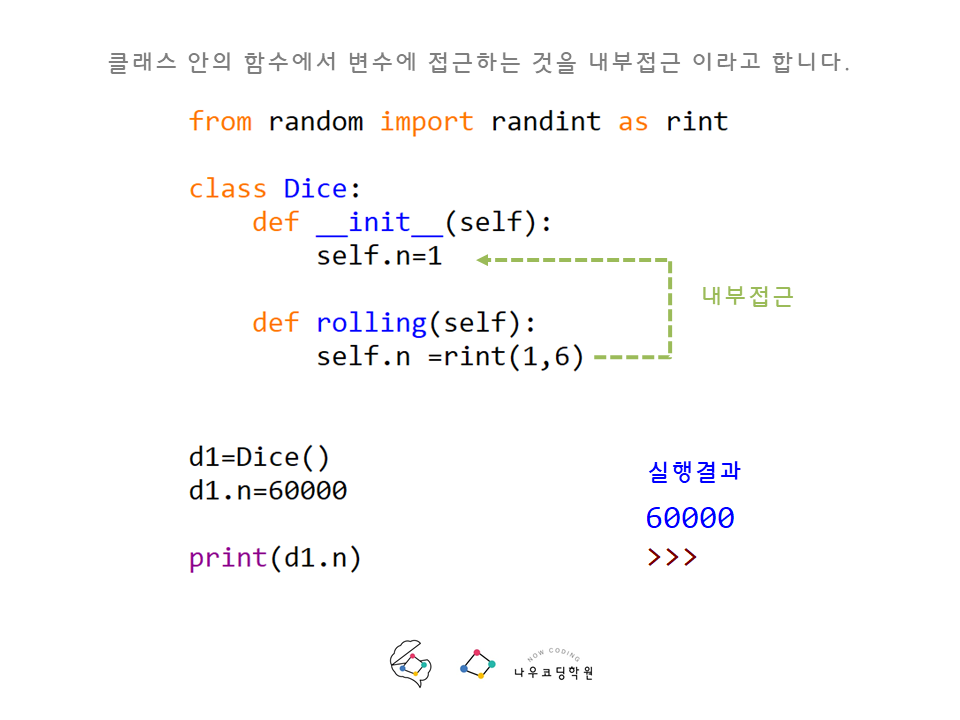 클래스 안의 함수에서 변수에 접근하는 것을 내부접근 이라고 합니다.
from random import randint as rint
class Dice:
    def __init__(self):
        self.n=1
내부접근
    def rolling(self):
        self.n =rint(1,6)
d1=Dice()
d1.n=60000
print(d1.n)
실행결과
60000
>>>
NOW CODING
나우코딩학원